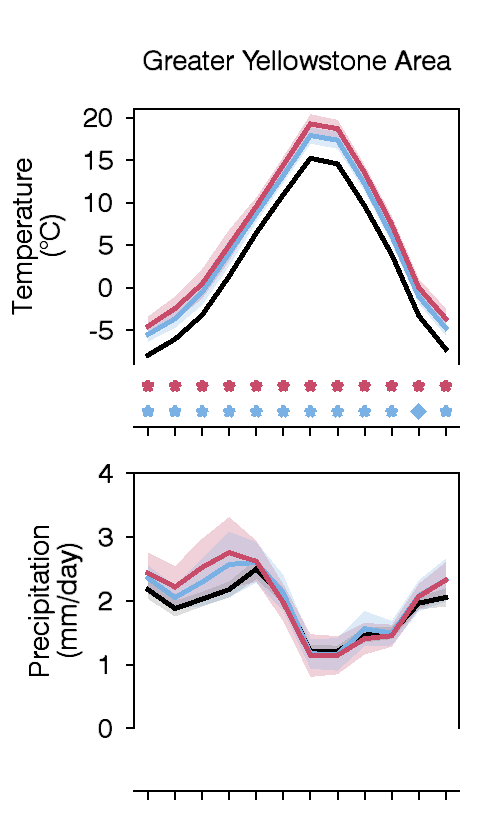 Greater Yellowstone Area
Temperature
(°C)
20
15
10
5
0
-5
Precipitation
(mm/day)
4
3
2
1
0